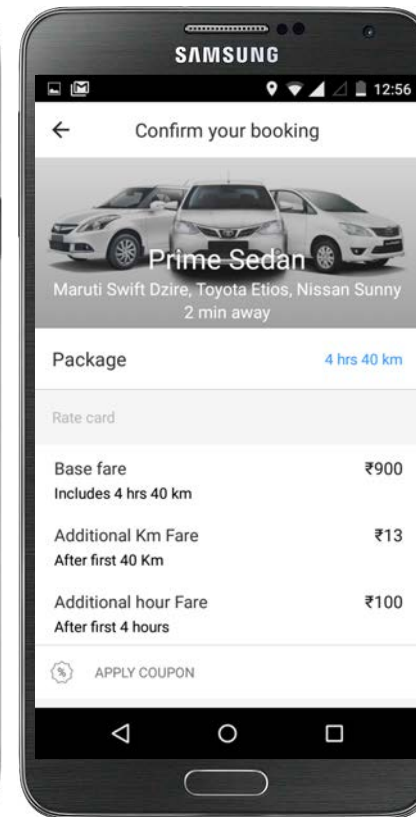 SAMSUNG
12:56
Confirm your booking
Prime Sedan
Maruti Swift Dzire, Toyota Etios, Nissan Sunny
2 min away
Package 4 hrs 40 km
Rate card
Base fare ₹900
Includes 4 hrs 40 km
Additional Km Fare ₹13
After first 40 Km
Additional hour Fare ₹100
After first 4 hours
% APPLY COUPON